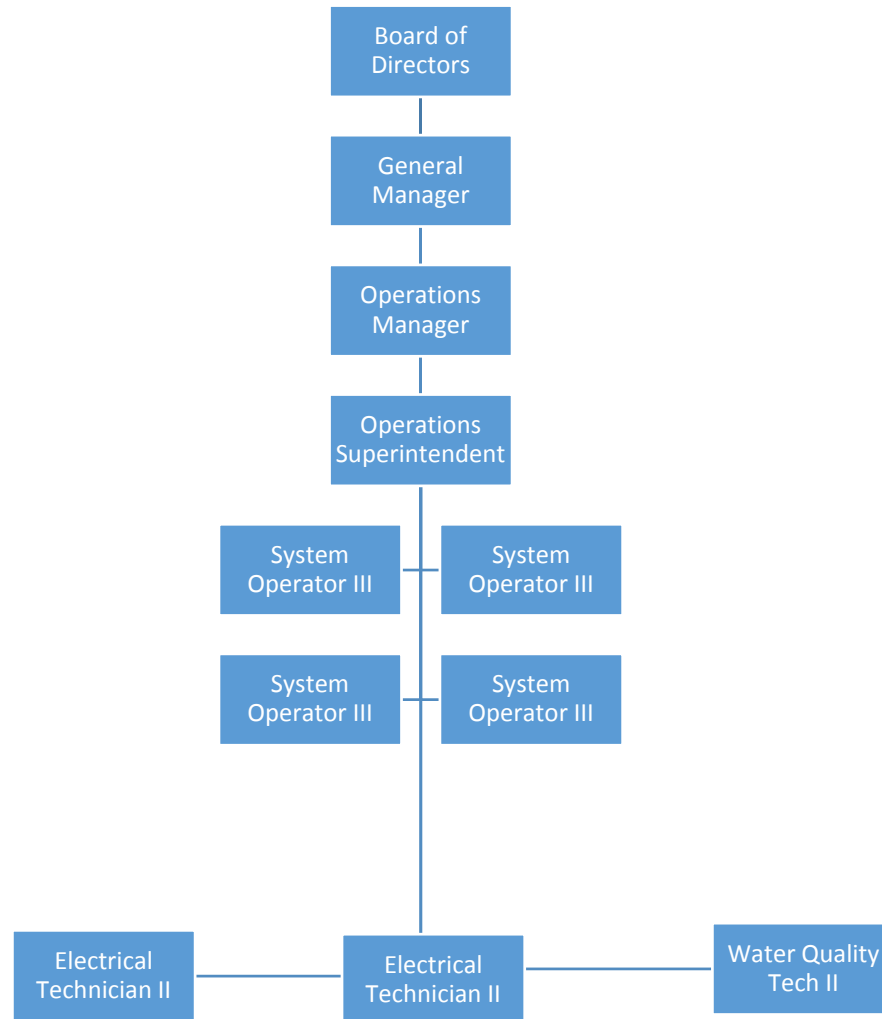 Board of
Directors
General
Manager
Operations
Manager
Operations
Superintendent
System
Operator III
System
Operator III
System
Operator III
System
Operator III
Electrical
Technician II
Electrical
Technician II
Water Quality
Tech II